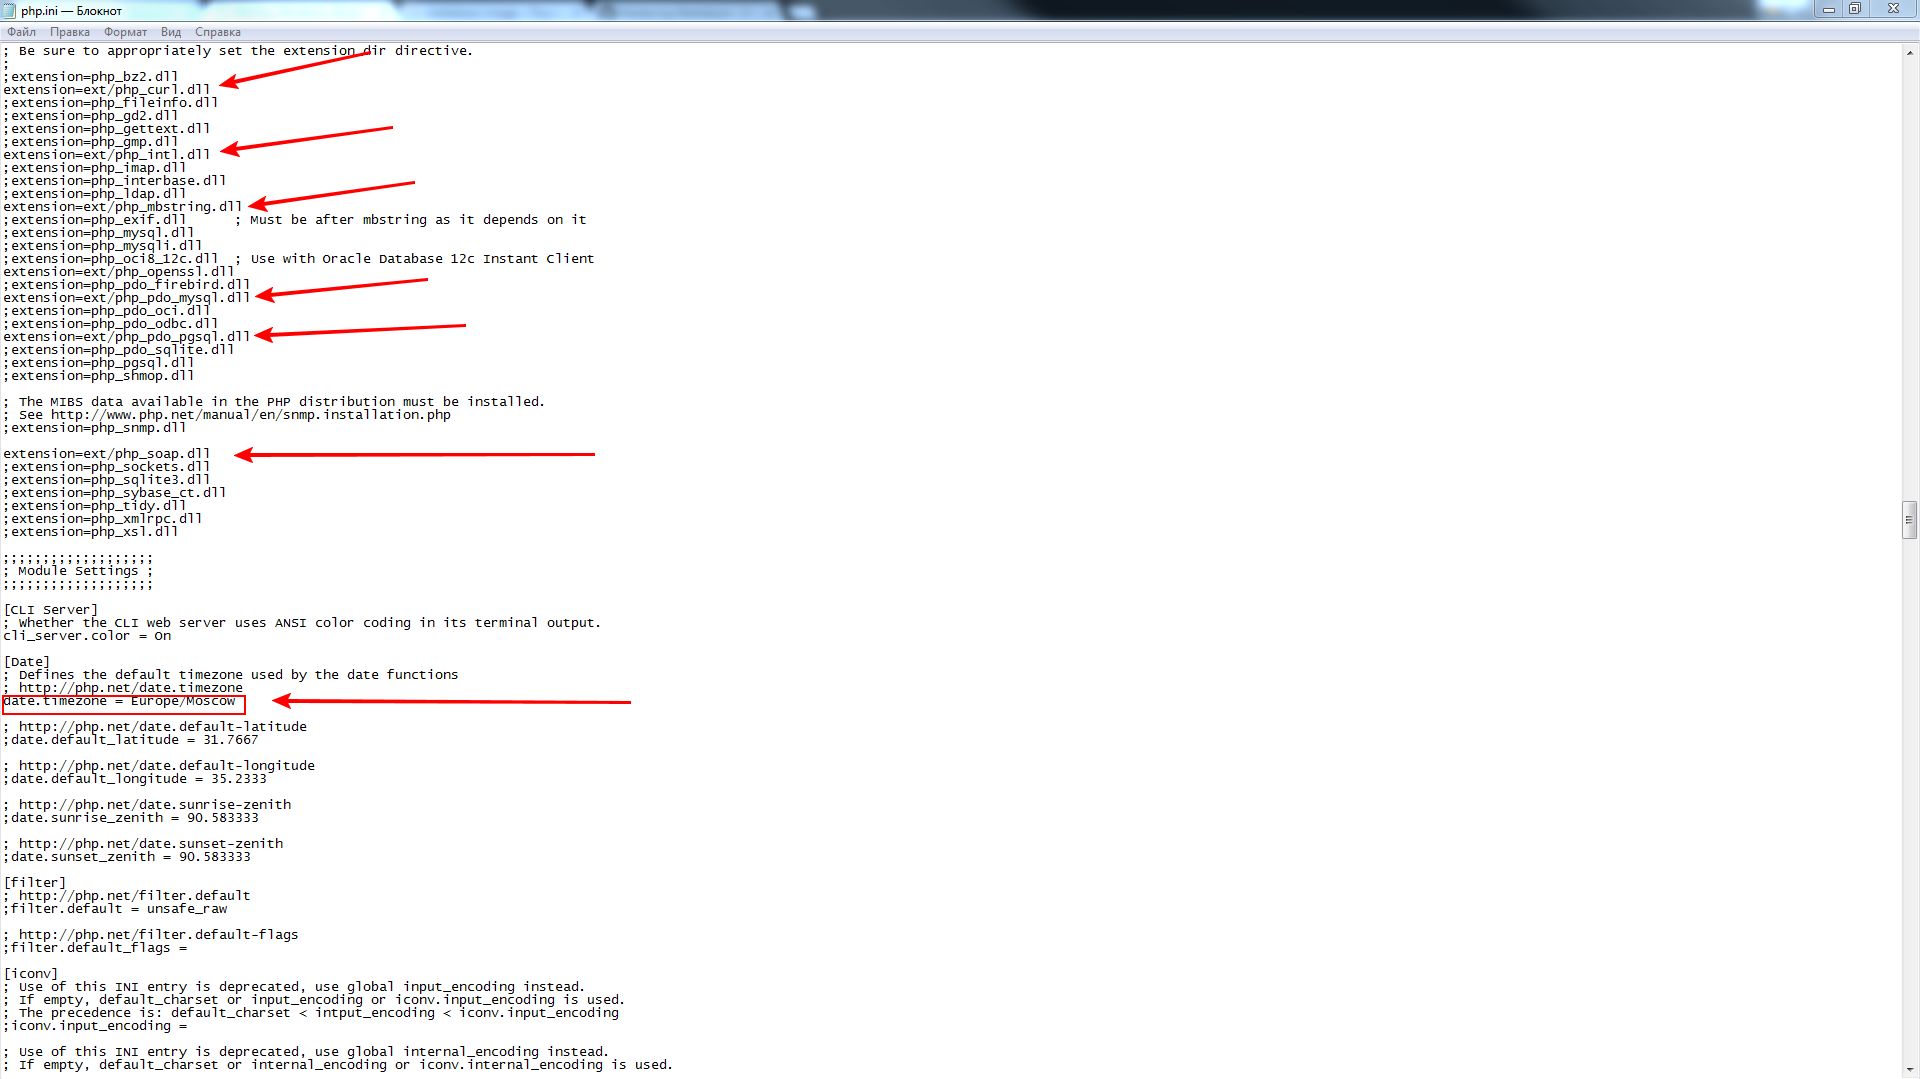 php.ini — Блокнот
Файл Правка Формат Вид Справка
; Be sure to appropriately set the extension_dir directive.
;
;extension=php_bz2.dll
extension=ext/php_curl.dll
;extension=php_fileinfo.dll
;extension=php_gd2.dll
;extension=php_gettext.dll
;extension=php_gmp.dll
extension=ext/php_intl.dll
;extension=php_imap.dll
;extension=php_interbase.dll
;extension=php_ldap.dll
extension=ext/php_mbstring.dll
;extension=php_exif.dll      ; Must be after mbstring as it depends on it
;extension=php_mysql.dll
;extension=php_mysqli.dll
;extension=php_oci8_12c.dll  ; Use with Oracle Database 12c Instant Client
extension=ext/php_openssl.dll
;extension=php_pdo_firebird.dll
extension=ext/php_pdo_mysql.dll
;extension=php_pdo_oci.dll
;extension=php_pdo_odbc.dll
extension=ext/php_pdo_pgsql.dll
;extension=php_pdo_sqlite.dll
;extension=php_pgsql.dll
;extension=php_shmop.dll
; The MIBS data available in the PHP distribution must be installed.
; See http://www.php.net/manual/en/snmp.installation.php
;extension=php_snmp.dll
extension=ext/php_soap.dll
;extension=php_sockets.dll
;extension=php_sqlite3.dll
;extension=php_sybase_ct.dll
;extension=php_tidy.dll
;extension=php_xmlrpc.dll
;extension=php_xsl.dll
;;;;;;;;;;;;;;;;;;;
; Module Settings ;
;;;;;;;;;;;;;;;;;;;
[CLI Server]
; Whether the CLI web server uses ANSI color coding in its terminal output.
cli_server.color = On
[Date]
; Defines the default timezone used by the date functions
; http://php.net/date.timezone
date.timezone = Europe/Moscow
; http://php.net/date.default-latitude
;date.default_latitude = 31.7667
; http://php.net/date.default-longitude
;date.default_longitude = 35.2333
; http://php.net/date.sunrise-zenith
;date.sunrise_zenith = 90.583333
; http://php.net/date.sunset-zenith
;date.sunset_zenith = 90.583333
[filter]
; http://php.net/filter.default
;filter.default = unsafe_raw
; http://php.net/filter.default-flags
;filter.default_flags =
[iconv]
; Use of this INI entry is deprecated, use global input_encoding instead.
; If empty, default_charset or input_encoding or iconv.input_encoding is used.
; The precedence is: default_charset < intput_encoding < iconv.input_encoding
;iconv.input_encoding =
; Use of this INI entry is deprecated, use global internal_encoding instead.
; If empty, default_charset or internal_encoding or iconv.internal_encoding is used.